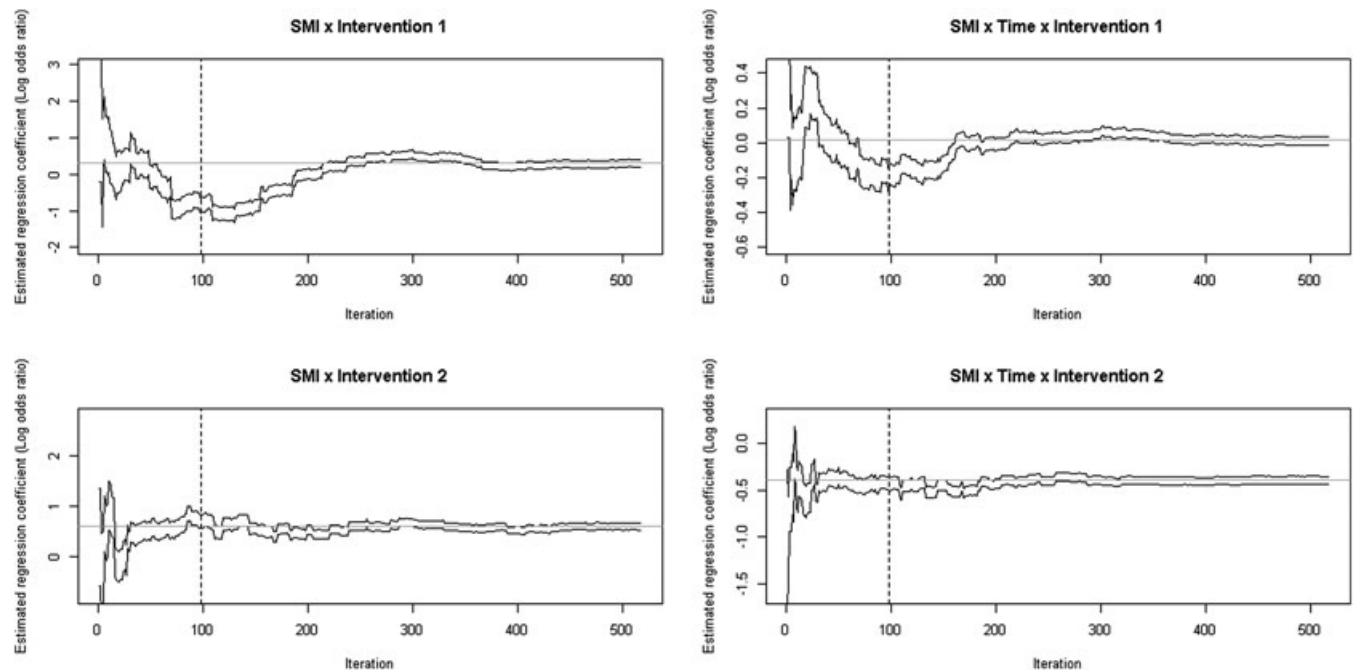 SMI x Intervention 1
Estimated regression coefficient (Log odds ratio)
3
2
1
0
-1
-2
0 100 200 300 400 500
Iteration
SMI x Time x Intervention 1
Estimated regression coefficient (Log odds ratio)
0.4
0.2
0.0
-0.2
-0.4
-0.6
0 100 200 300 400 500
Iteration
SMI x Intervention 2
Estimated regression coefficient (Log odds ratio)
2
1
0
0 100 200 300 400 500
Iteration
SMI x Time x Intervention 2
Estimated regression coefficient (Log odds ratio)
0.0
-0.5
-1.0
-1.5
0 100 200 300 400 500
Iteration